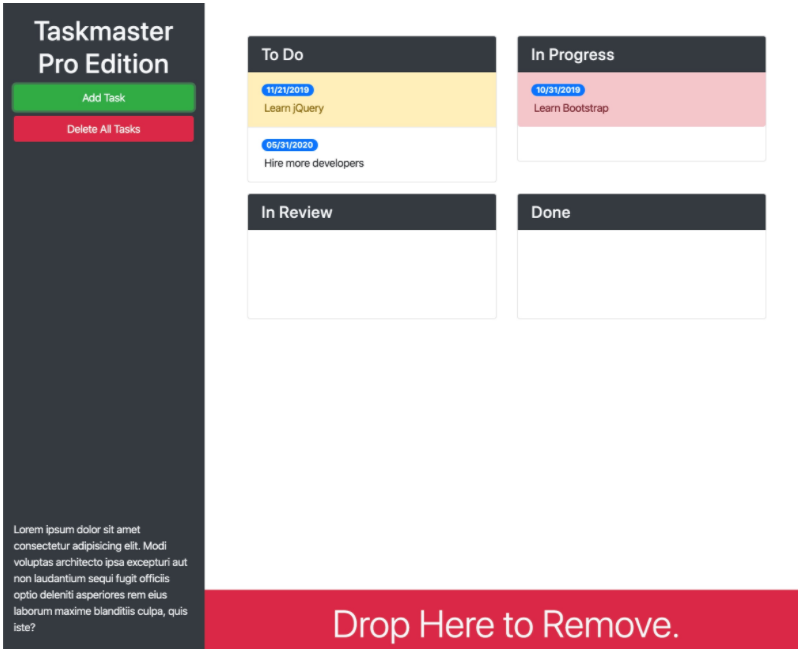 Taskmaster
Pro Edition
Add Task
Delete All Tasks
To Do
11/21/2019
Learn jQuery
05/31/2020
Hire more developers
In Progress
10/31/2019
Learn Bootstrap
In Review
Done
Lorem ipsum dolor sit amet
consectetur adipisicing elit. Modi
voluptas architecto ipsa excepturi aut
non laudantium sequi fugit officiis
optio deleniti asperiores rem eius
laborum maxime blanditiis culpa, quis
iste?
Drop Here to Remove.